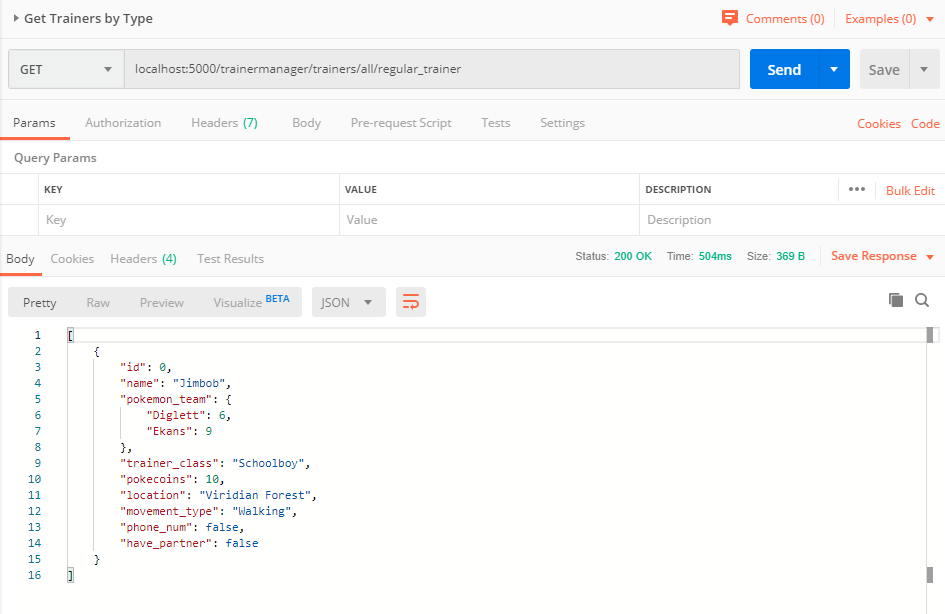 Get Trainers by Type Comments (0) Examples (0)
GET localhost:5000/trainermanager/trainers/all/regular_trainer Send Save
Params Authorization Headers (7) Body Pre-request Script Tests Settings Cookies Code
Query Params
KEY VALUE DESCRIPTION ••• Bulk Edit
Key Value Description
Body Cookies Headers (4) Test Results Status: 200 OK Time: 504ms Size: 369 B Save Response
Pretty Raw Preview Visualize BETA JSON
1 [
2 {
3 "id": 0,
4 "name": "Jimbob",
5 "pokemon_team": {
6 "Diglett": 6,
7 "Ekans": 9
8 },
9 "trainer_class": "Schoolboy",
10 "pokecoins": 10,
11 "location": "Viridian Forest",
12 "movement_type": "Walking",
13 "phone_num": false,
14 "have_partner": false
15 }
16 ]